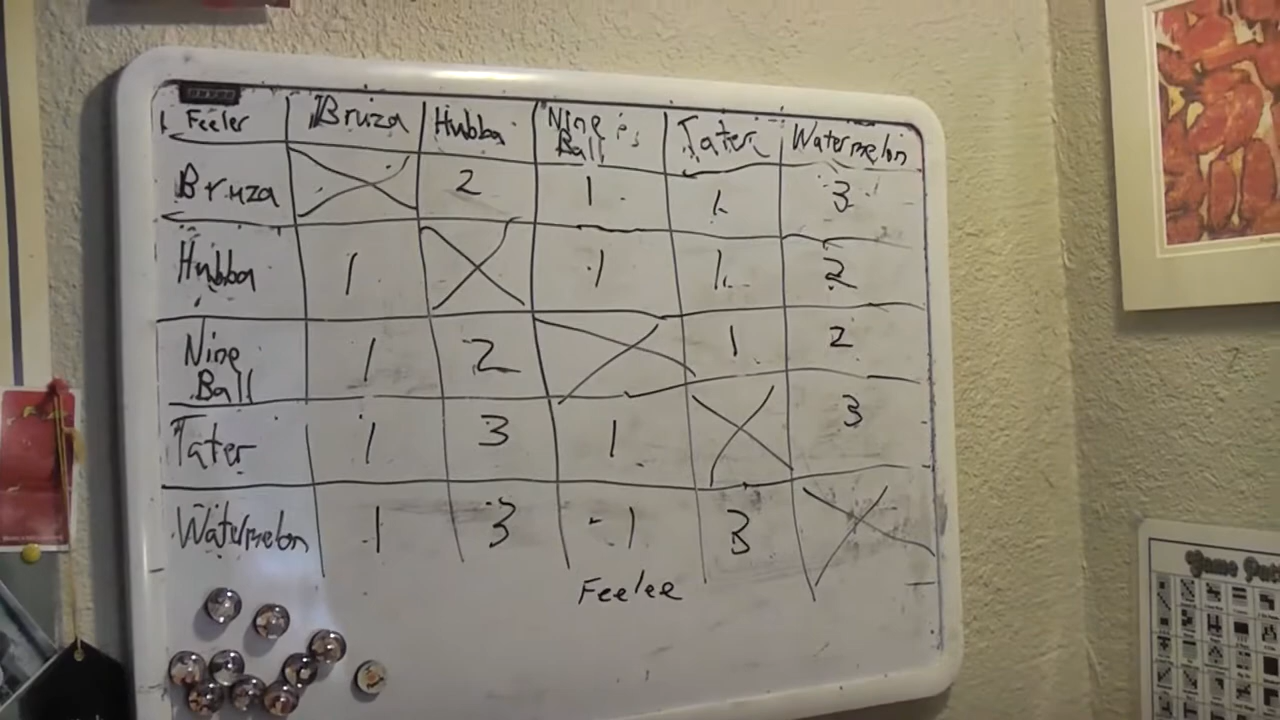 Feeler Bruza Hubba Nine Ball Tater Watermelon
Bruza 2 1 1 3
Hubba 1 1 1 2
Nine Ball 1 2 1 2
Tater 1 3 1 3
Watermelon 1 3 -1 3
Feelee
Game